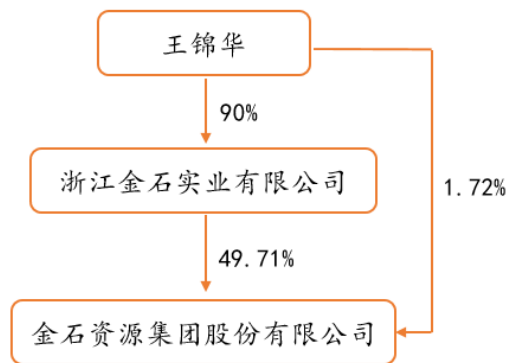 王锦华
90%
浙江金石实业有限公司
1.72%
49.71%
金石资源集团股份有限公司